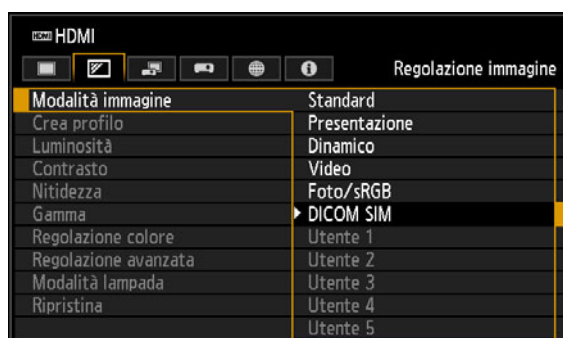 HDMI HDMI
Regolazione immagine
Modalità immagine Standard
Crea profilo Presentazione
Luminosità Dinamico
Contrasto Video
Nitidezza Foto/sRGB
Gamma DICOM SIM
Regolazione colore Utente 1
Regolazione avanzata Utente 2
Modalità lampada Utente 3
Ripristina Utente 4
Utente 5